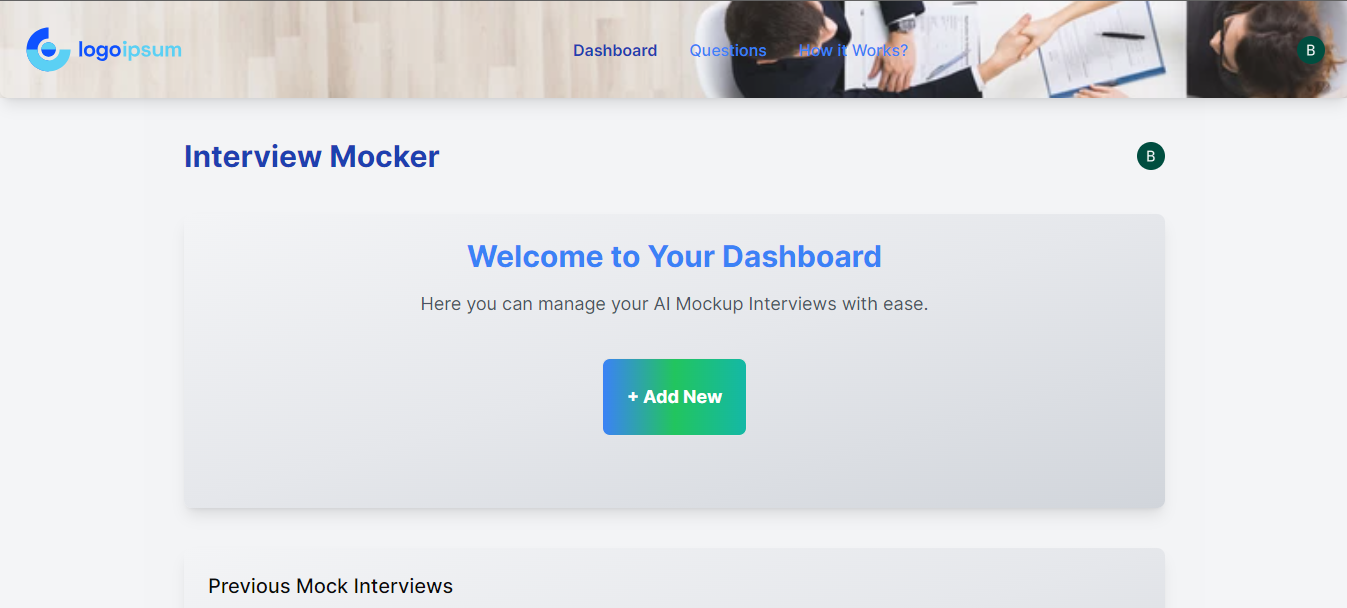 logoipsum
Dashboard Questions How it Works? B
Interview Mocker B
Welcome to Your Dashboard
Here you can manage your AI Mockup Interviews with ease.
+ Add New
Previous Mock Interviews